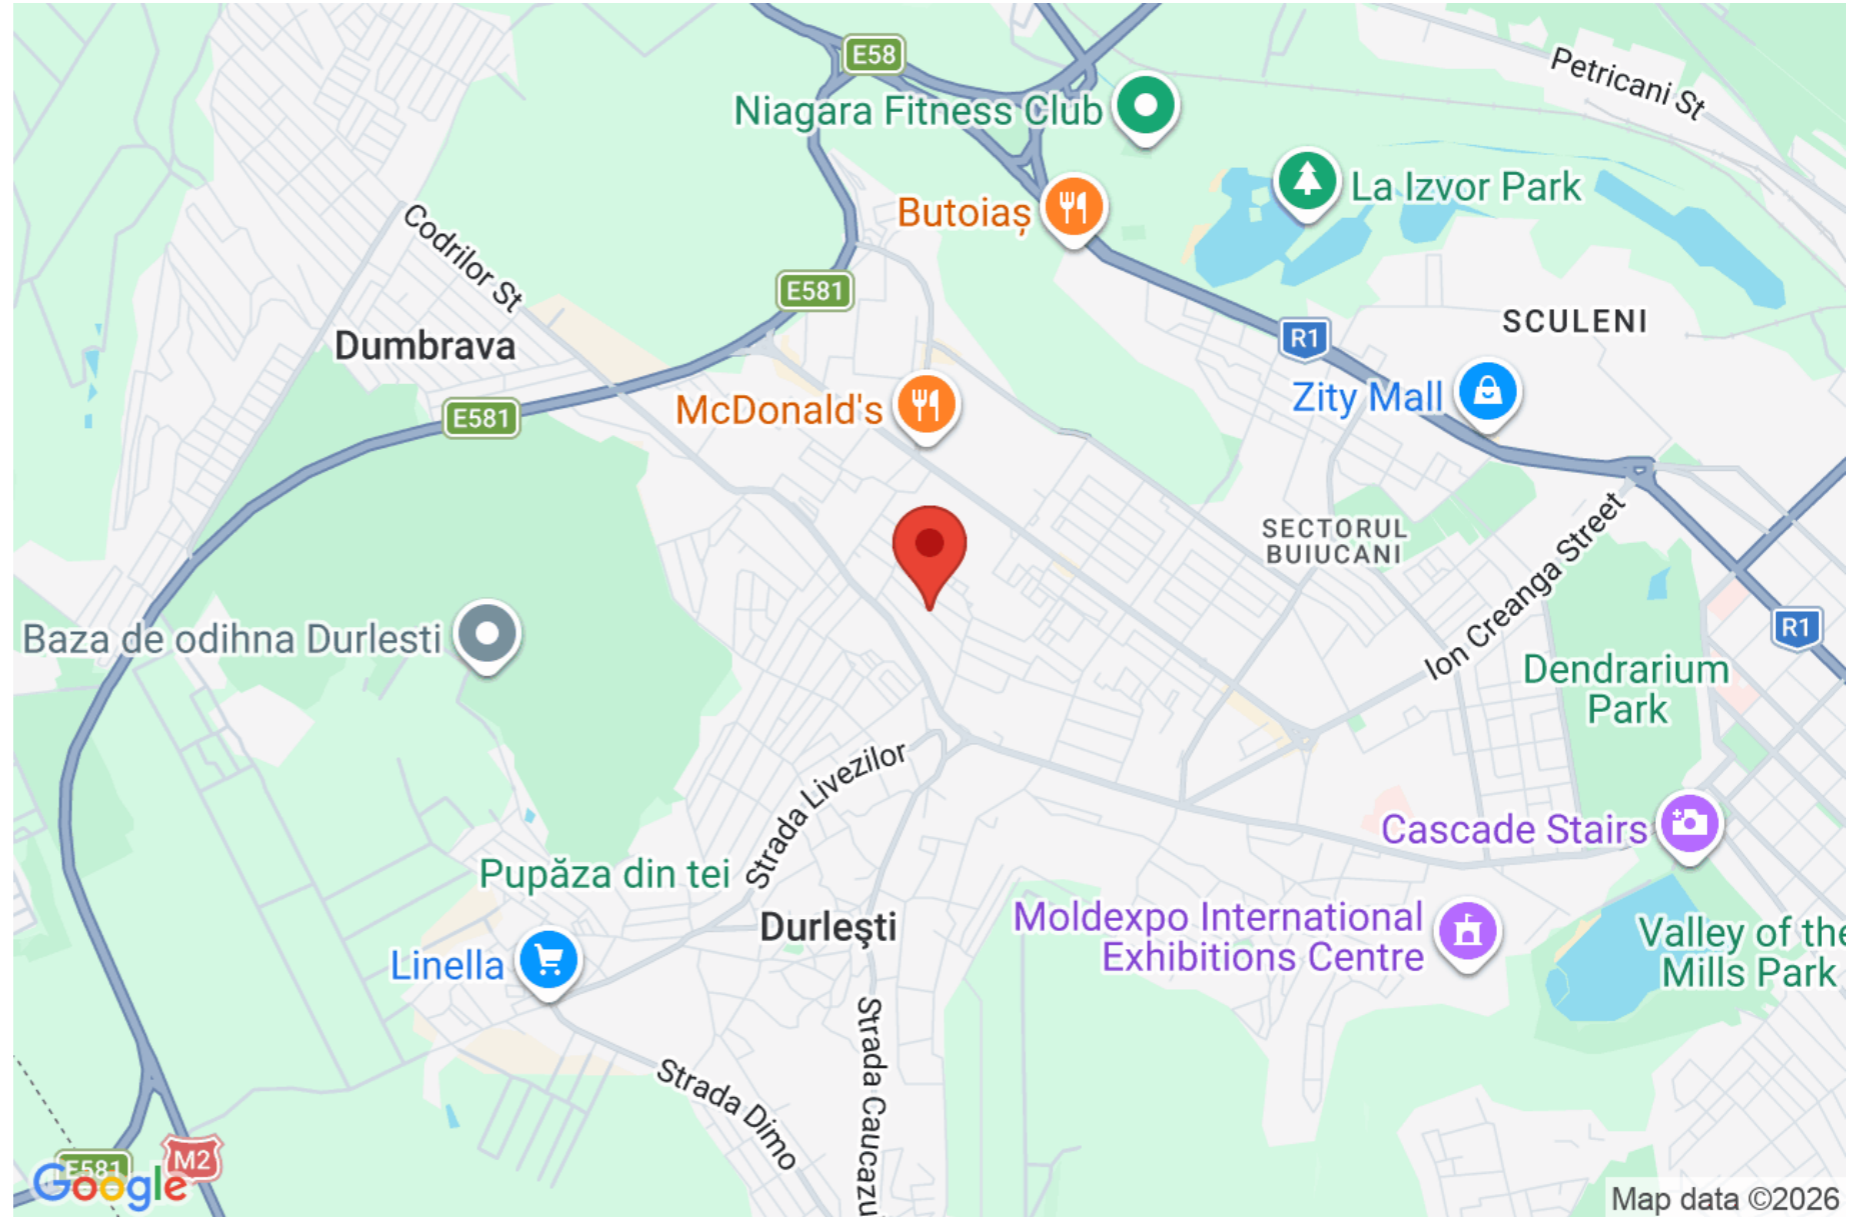 E58
Petricani St
Niagara Fitness Club
La Izvor Park
Butoiaș
Codrilor St
E581
SCULENI
R1
Dumbrava
Zity Mall
McDonald's
E581
SECTORUL
BUIUCANI
Ion Creanga Street
R1
Baza de odihna Durlesti
Dendrarium
Park
Strada Livezilor
Cascade Stairs
Pupăza din tei
Durleşti
Moldexpo International
Exhibitions Centre
Valley of the
Mills Park
Linella
Strada Caucazul
Strada Dimo
E581
M2
Google
Map data ©2026